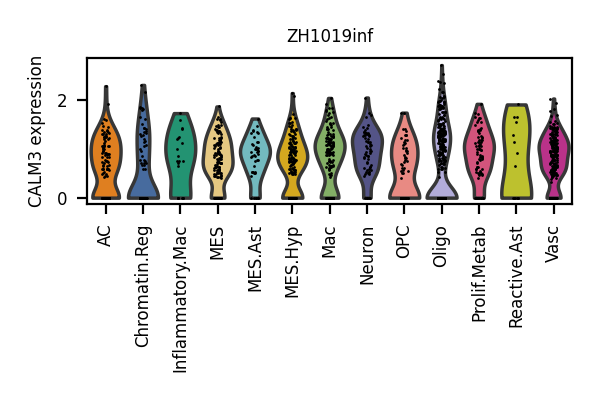 ZH1019inf
CALM3 expression
2
0
AC
Chromatin.Reg
Inflammatory.Mac
MES
MES.Ast
MES.Hyp
Mac
Neuron
OPC
Oligo
Prolif.Metab
Reactive.Ast
Vasc